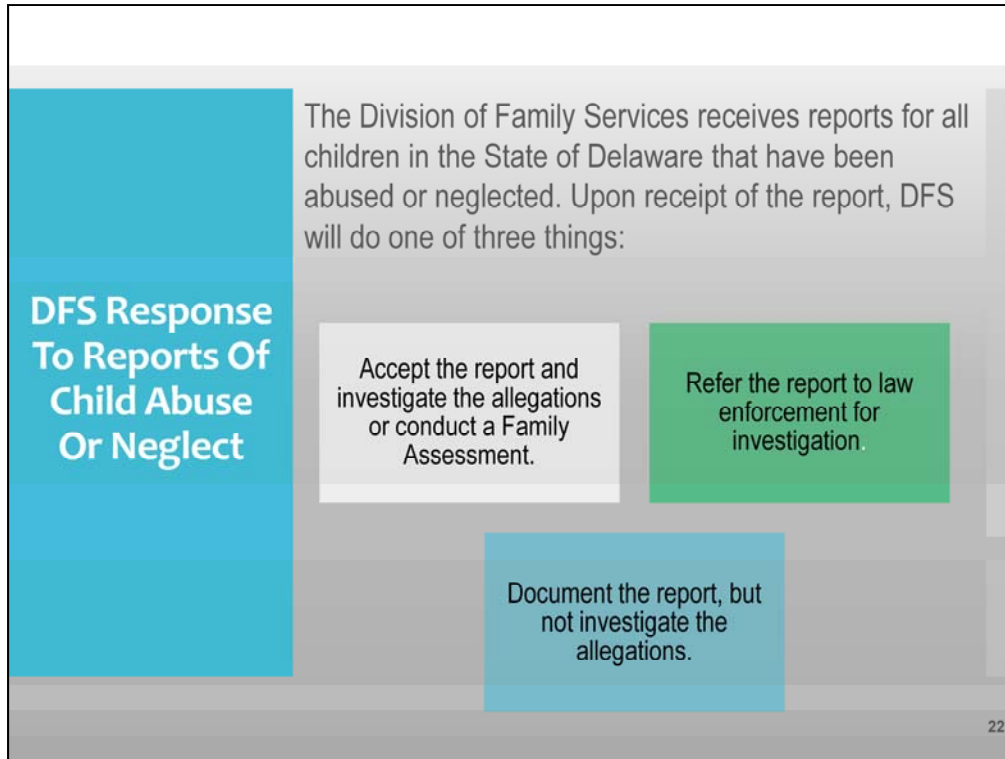 DFS Response
To Reports Of
Child Abuse
Or Neglect
The Division of Family Services receives reports for all
children in the State of Delaware that have been
abused or neglected. Upon receipt of the report, DFS
will do one of three things:
Accept the report and
investigate the allegations
or conduct a Family
Assessment.
Refer the report to law
enforcement for
investigation.
Document the report, but
not investigate the
allegations.
22